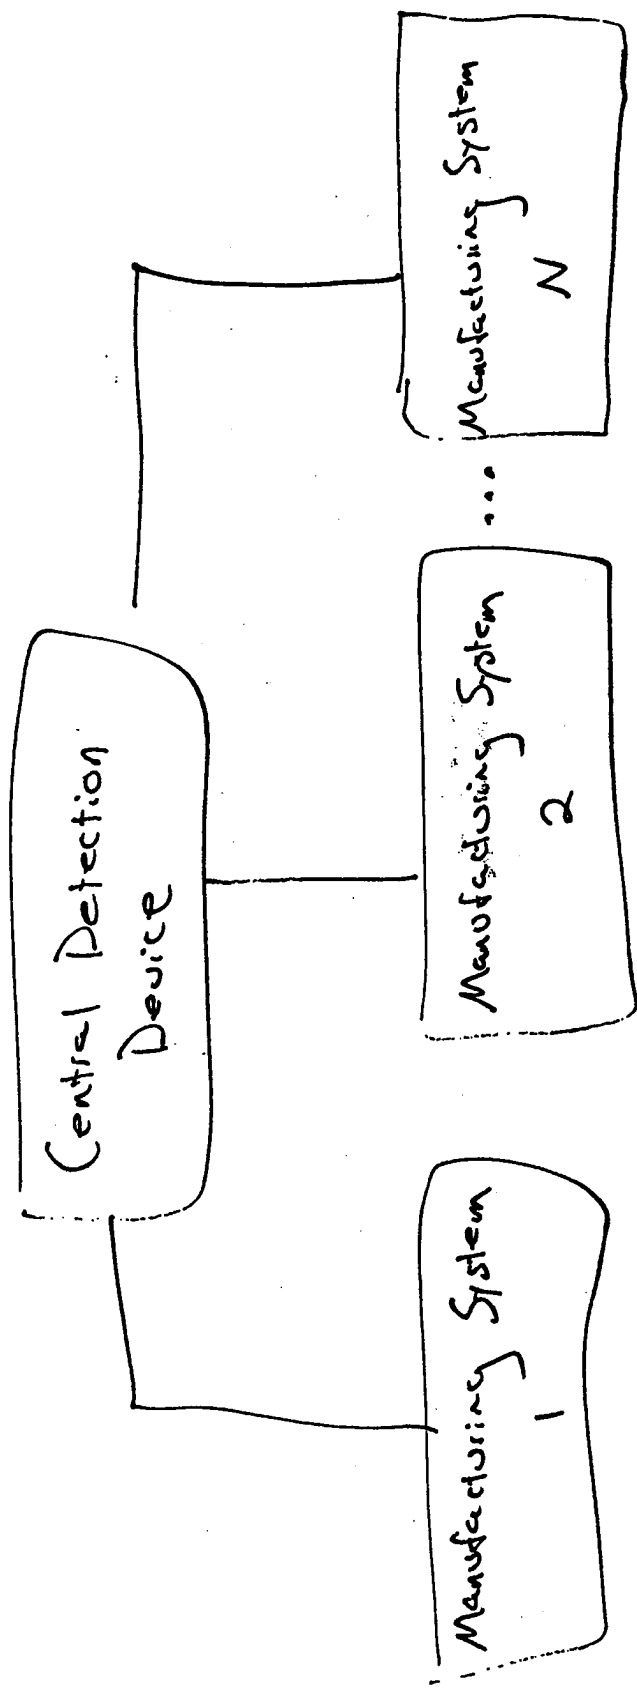 Central Detection
Device
Manufacturing System
1
Manufacturing System
2
...
Manufacturing System
N